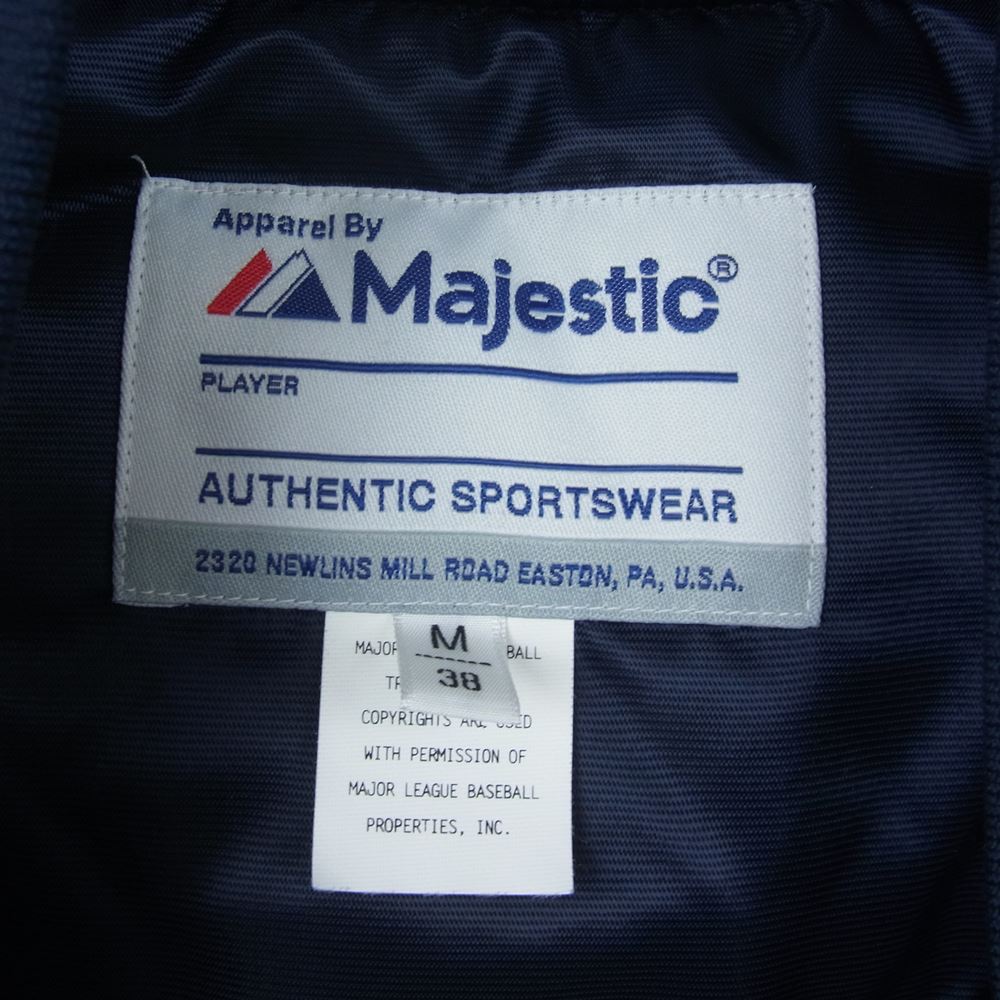 Apparel By
Majestic®
PLAYER
AUTHENTIC SPORTSWEAR
2320 NEWLINS MILL ROAD EASTON, PA, U.S.A.
M
38
COPYRIGHTS ARE USED
WITH PERMISSION OF
MAJOR LEAGUE BASEBALL
PROPERTIES, INC.